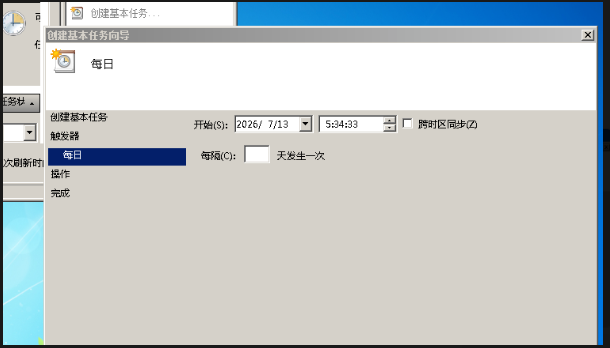 创建基本任务...
创建基本任务向导
每日
创建基本任务
触发器
每日
操作
完成
开始(S): 2026/ 7/13 5:34:33 跨时区同步(Z)
每隔(C): 天发生一次
任务状
次刷新时